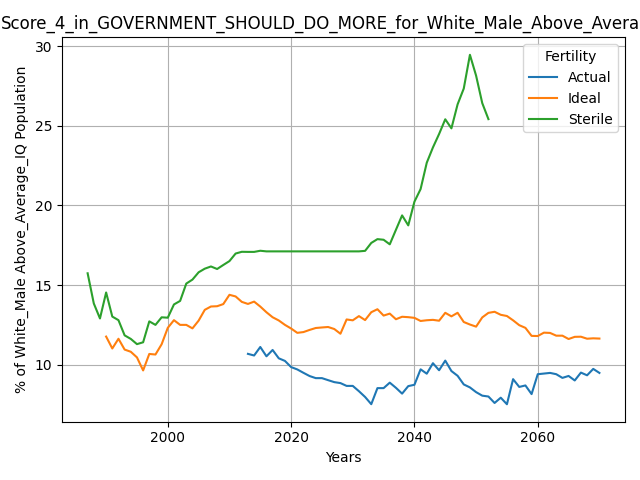 Score_4_in_GOVERNMENT_SHOULD_DO_MORE_for_White_Male_Above_Avera
% of White_Male Above_Average_IQ Population
30
25
20
15
10
Fertility
Actual
Ideal
Sterile
2000
2020
2040
2060
Years